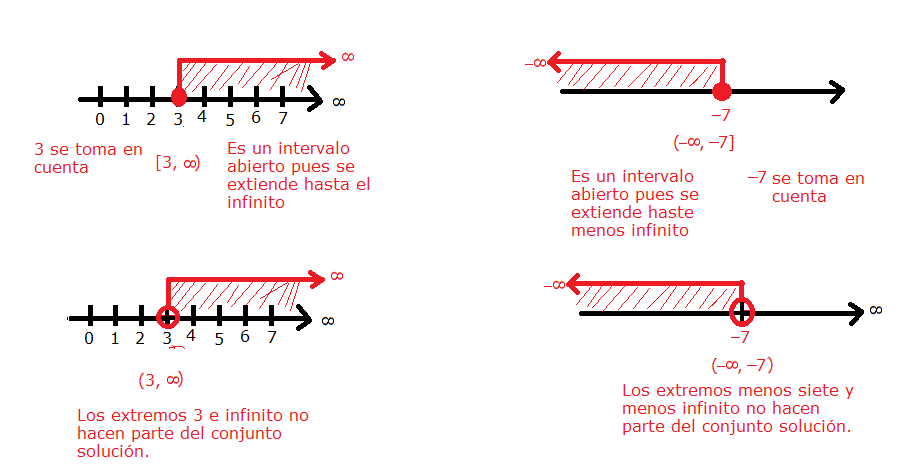 ∞
0 1 2 3 4 5 6 7 ∞
3 se toma en
cuenta
[3, ∞)
Es un intervalo
abierto pues se
extiende hasta el
infinito
−∞
−7
(−∞, −7]
Es un intervalo
abierto pues se
extiende haste
menos infinito
−7 se toma en
cuenta
∞
0 1 2 3 4 5 6 7 ∞
(3, ∞)
Los extremos 3 e infinito no
hacen parte del conjunto
solución.
−∞
∞
−7
(−∞, −7)
Los extremos menos siete y
menos infinito no hacen
parte del conjunto solución.